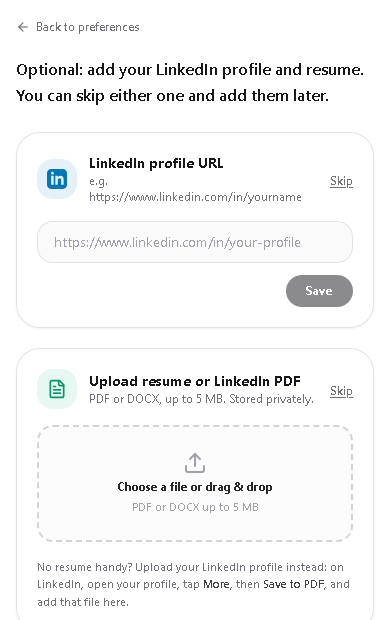 Back to preferences
Optional: add your LinkedIn profile and resume.
You can skip either one and add them later.
LinkedIn profile URL
e.g.
https://www.linkedin.com/in/yourname
Skip
https://www.linkedin.com/in/your-profile
Save
Upload resume or LinkedIn PDF
PDF or DOCX, up to 5 MB. Stored privately.
Skip
Choose a file or drag & drop
PDF or DOCX up to 5 MB
No resume handy? Upload your LinkedIn profile instead: on
LinkedIn, open your profile, tap More, then Save to PDF, and
add that file here.